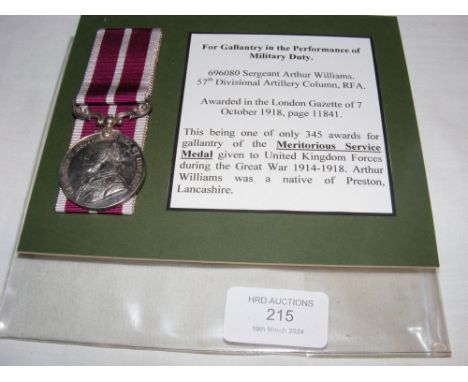 For Gallantry in the Performance of
Military Duty.
696080 Sergeant Arthur Williams.
57th Divisional Artillery Column, RFA.
Awarded in the London Gazette of 7
October 1918, page 11841.
This being one of only 345 awards for
gallantry of the Meritorious Service
Medal given to United Kingdom Forces
during the Great War 1914-1918. Arthur
Williams was a native of Preston,
Lancashire.
HRD AUCTIONS
215
19th March 2024